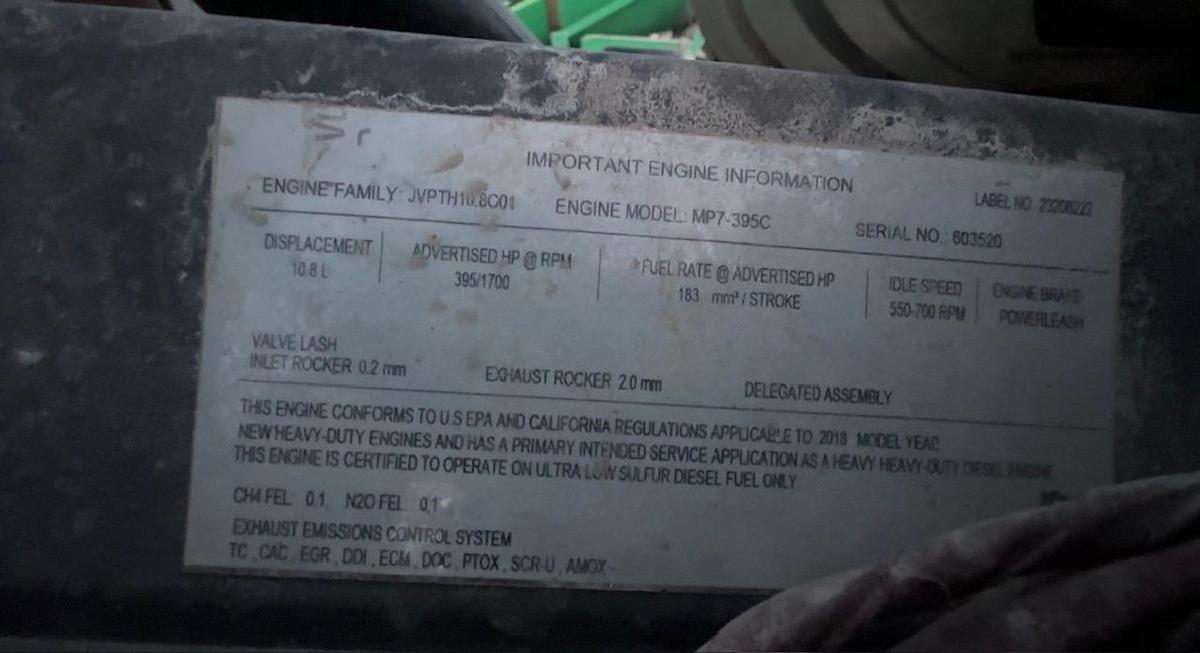 IMPORTANT ENGINE INFORMATION
LABEL NO 23206222
ENGINE FAMILY: JVPTH10.8C01 ENGINE MODEL: MP7-395C SERIAL NO.: 603520
DISPLACEMENT ADVERTISED HP @ RPM *FUEL RATE @ ADVERTISED HP IDLE SPEED ENGINE BRAKE
10.8 L 395/1700 183 mm³ / STROKE 550-700 RPM POWERLEASH
VALVE LASH
INLET ROCKER 0.2 mm EXHAUST ROCKER 2.0 mm DELEGATED ASSEMBLY
THIS ENGINE CONFORMS TO U.S EPA AND CALIFORNIA REGULATIONS APPLICABLE TO 2018 MODEL YEAR
NEW HEAVY-DUTY ENGINES AND HAS A PRIMARY INTENDED SERVICE APPLICATION AS A HEAVY HEAVY-DUTY DIESEL ENGINE
THIS ENGINE IS CERTIFIED TO OPERATE ON ULTRA LOW SULFUR DIESEL FUEL ONLY
CH4 FEL: 0.1, N2O FEL: 0.1
EXHAUST EMISSIONS CONTROL SYSTEM
TC , CAC , EGR , DDI , ECM , DOC , PTOX , SCR-U , AMOX